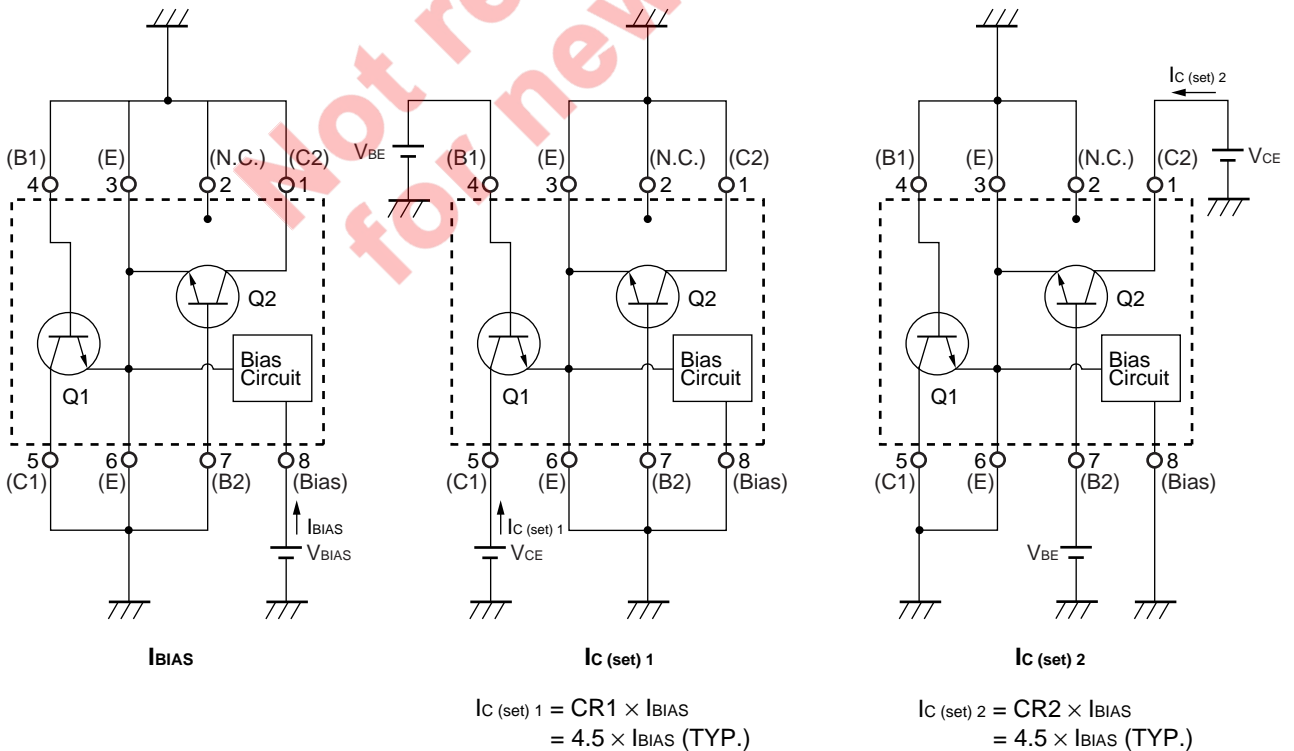 Not re
for new
IC (set) 2
(B1) (E) (N.C.) (C2)
4 3 2 1
VBE
(B1) (E) (N.C.) (C2)
4 3 2 1
(B1) (E) (N.C.) (C2)
4 3 2 1
VCE
Q2
Q1
Bias
Circuit
Q2
Q1
Bias
Circuit
Q2
Q1
Bias
Circuit
5 6 7 8
(C1) (E) (B2) (Bias)
IBIAS
VBIAS
5 6 7 8
(C1) (E) (B2) (Bias)
IC (set) 1
VCE
5 6 7 8
(C1) (E) (B2) (Bias)
VBE
IBIAS
IC (set) 1
IC (set) 2
IC (set) 1 = CR1 × IBIAS
= 4.5 × IBIAS (TYP.)
IC (set) 2 = CR2 × IBIAS
= 4.5 × IBIAS (TYP.)